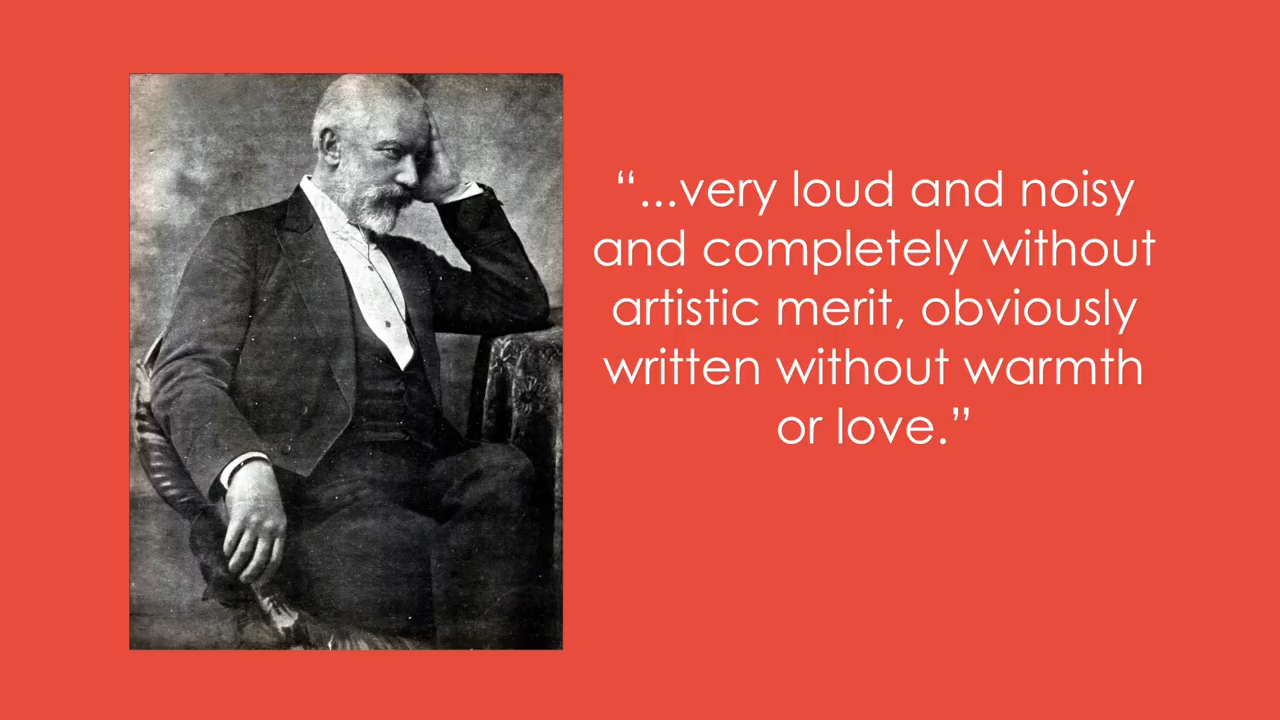 “...very loud and noisy
and completely without
artistic merit, obviously
written without warmth
or love.”